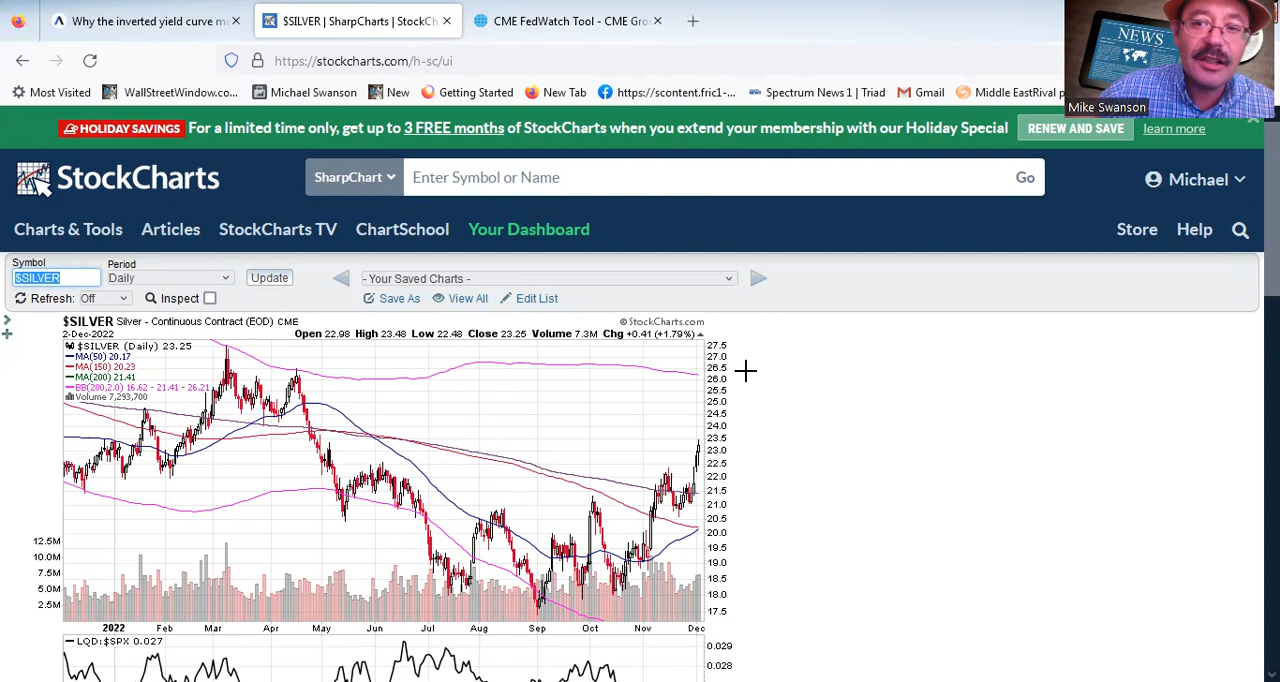 Why the inverted yield curve ma
$SILVER | SharpCharts | StockCh
CME FedWatch Tool - CME Gro
NEWS
https://stockcharts.com/h-sc/ui
Most Visited
WallStreetWindow.co...
Michael Swanson
New
Getting Started
New Tab
https://scontent.fric1-...
Spectrum News 1 | Triad
Gmail
Middle EastRival p
Mike Swanson
HOLIDAY SAVINGS
For a limited time only, get up to 3 FREE months of StockCharts when you extend your membership with our Holiday Special
RENEW AND SAVE
learn more
StockCharts
SharpChart
Enter Symbol or Name
Go
Michael
Charts & Tools
Articles
StockCharts TV
ChartSchool
Your Dashboard
Store
Help
Symbol
Period
$SILVER
Daily
Update
- Your Saved Charts -
Refresh: Off
Inspect
Save As
View All
Edit List
$SILVER Silver - Continuous Contract (EOD) CME
© StockCharts.com
2-Dec-2022
Open 22.98 High 23.48 Low 22.48 Close 23.25 Volume 7.3M Chg +0.41 (+1.79%)
$SILVER (Daily) 23.25
MA(50) 20.17
MA(150) 20.23
MA(200) 21.41
BB(200,2.0) 16.62 - 21.41 - 26.21
Volume 7,293,700
27.5
27.0
26.5
26.0
25.5
25.0
24.5
24.0
23.5
23.0
22.5
22.0
21.5
21.0
20.5
20.0
19.5
19.0
18.5
18.0
17.5
12.5M
10.0M
7.5M
5.0M
2.5M
2022 Feb Mar Apr May Jun Jul Aug Sep Oct Nov Dec
LQD:$SPX 0.027
0.029
0.028